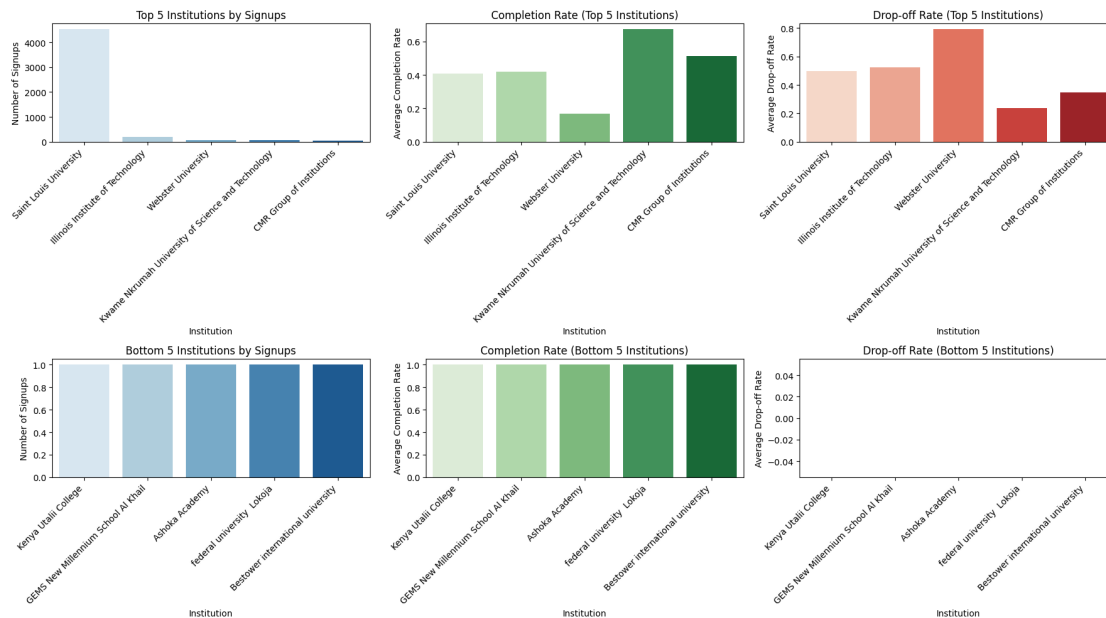 Top 5 Institutions by Signups
Number of Signups
4000
3000
2000
1000
0
Saint Louis University
Illinois Institute of Technology
Webster University
Kwame Nkrumah University of Science and Technology
CMR Group of Institutions
Institution
Completion Rate (Top 5 Institutions)
Average Completion Rate
0.6
0.4
0.2
0.0
Saint Louis University
Illinois Institute of Technology
Webster University
Kwame Nkrumah University of Science and Technology
CMR Group of Institutions
Institution
Drop-off Rate (Top 5 Institutions)
Average Drop-off Rate
0.8
0.6
0.4
0.2
0.0
Saint Louis University
Illinois Institute of Technology
Webster University
Kwame Nkrumah University of Science and Technology
CMR Group of Institutions
Institution
Bottom 5 Institutions by Signups
Number of Signups
1.0
0.8
0.6
0.4
0.2
0.0
Kenya Utalii College
GEMS New Millennium School Al Khail
Ashoka Academy
federal university  Lokoja
Bestower international university
Institution
Completion Rate (Bottom 5 Institutions)
Average Completion Rate
1.0
0.8
0.6
0.4
0.2
0.0
Kenya Utalii College
GEMS New Millennium School Al Khail
Ashoka Academy
federal university  Lokoja
Bestower international university
Institution
Drop-off Rate (Bottom 5 Institutions)
Average Drop-off Rate
0.04
0.02
0.00
−0.02
−0.04
Kenya Utalii College
GEMS New Millennium School Al Khail
Ashoka Academy
federal university  Lokoja
Bestower international university
Institution